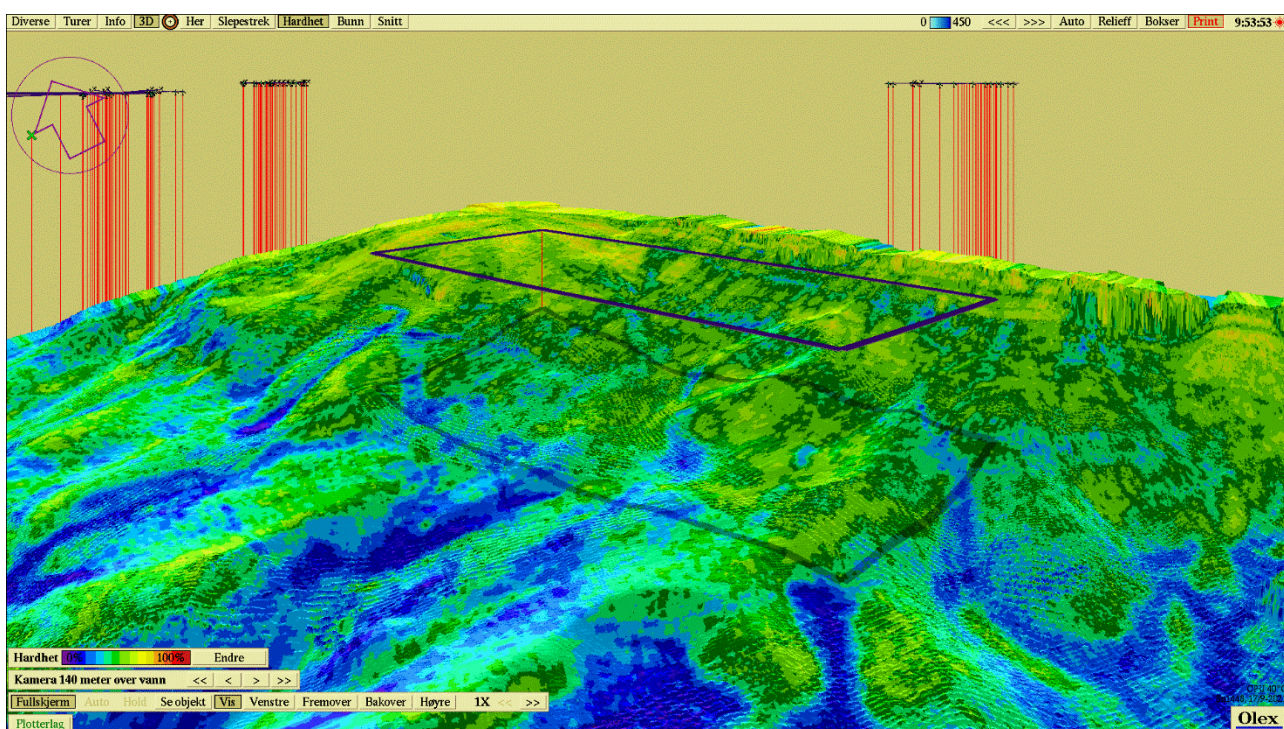 Diverse Turer Info 3D Her Slepestrek Hardhet Bunn Snitt 0 450 <<< >>> Auto Relieff Bokser Print 9:53:53
Hardhet 0% 100% Endre
Kamera 140 meter over vann << < > >>
Fullskjerm Auto Hold Se objekt Vis Venstre Fremover Bakover Høyre 1X << >>
Plotterlag
Olex